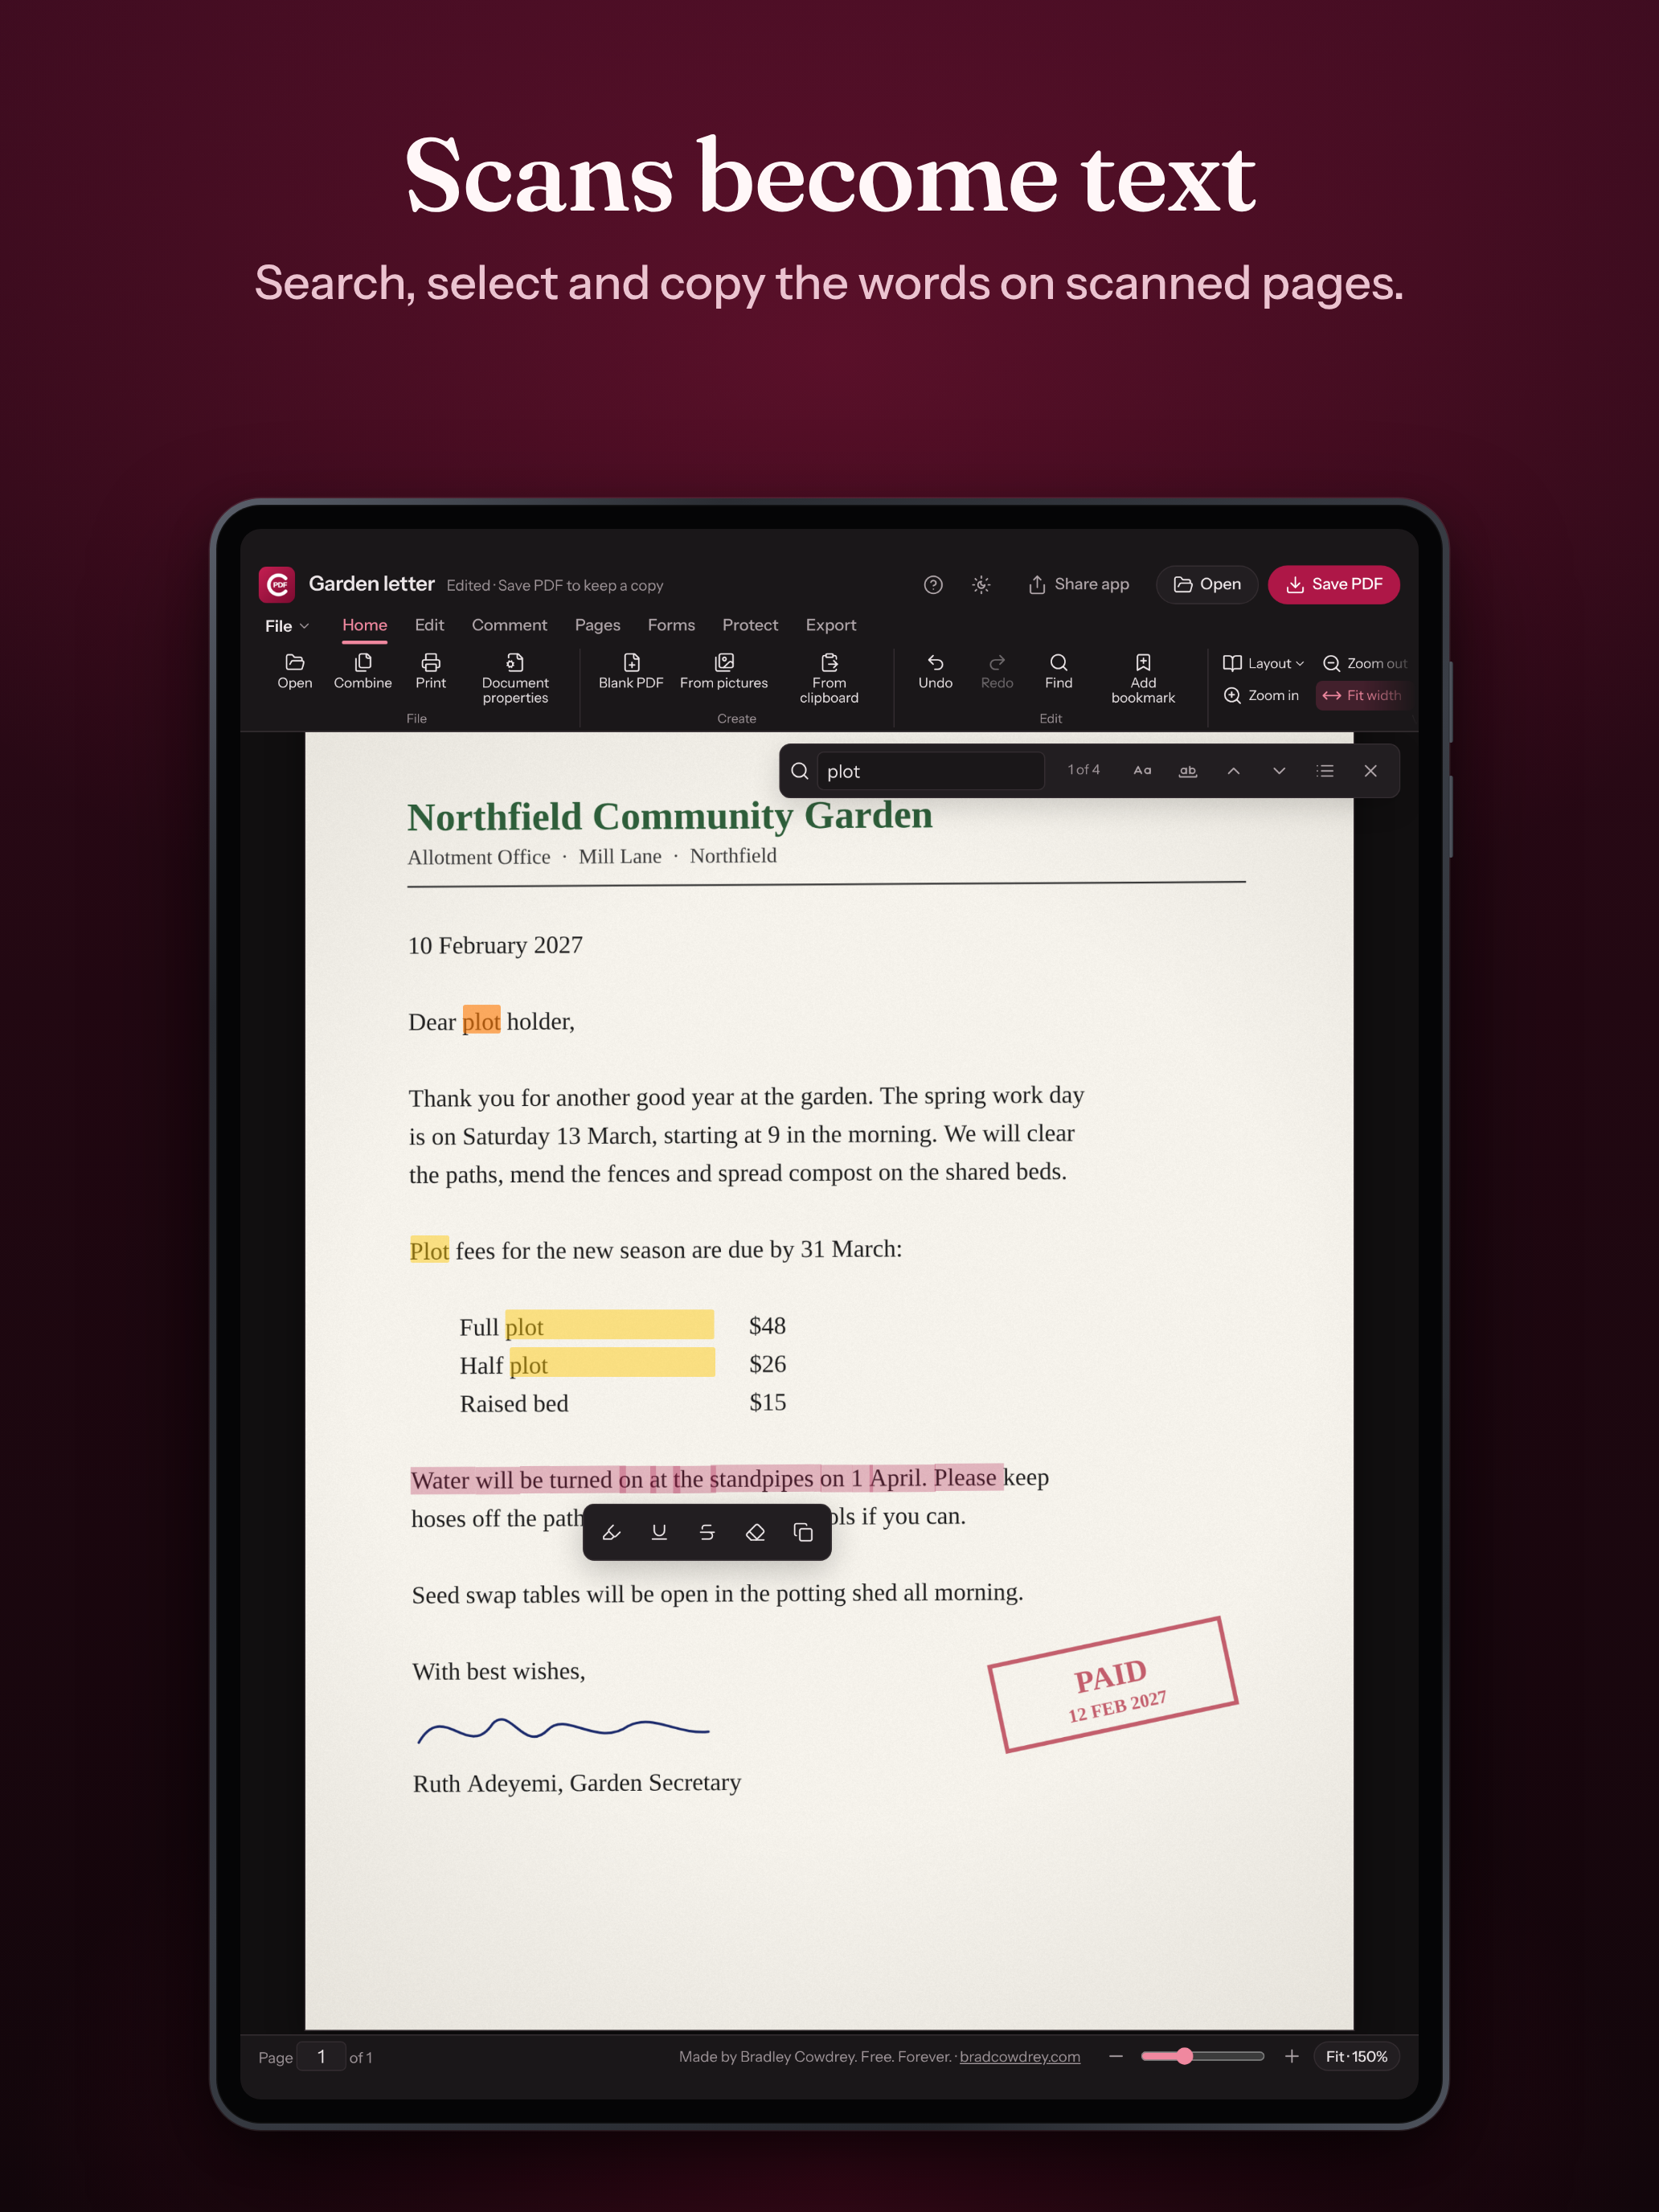 Scans become text
Search, select and copy the words on scanned pages.
PDF
Garden letter Edited · Save PDF to keep a copy
Share app Open Save PDF
File Home Edit Comment Pages Forms Protect Export
Open Combine Print Document properties
File
Blank PDF From pictures From clipboard
Create
Undo Redo Find Add bookmark
Edit
Layout Zoom out
Zoom in Fit width
plot 1 of 4 Aa ab
Northfield Community Garden
Allotment Office · Mill Lane · Northfield
10 February 2027
Dear plot holder,
Thank you for another good year at the garden. The spring work day
is on Saturday 13 March, starting at 9 in the morning. We will clear
the paths, mend the fences and spread compost on the shared beds.
Plot fees for the new season are due by 31 March:
Full plot $48
Half plot $26
Raised bed $15
Water will be turned on at the standpipes on 1 April. Please keep
hoses off the path ols if you can.
Seed swap tables will be open in the potting shed all morning.
With best wishes,
PAID
12 FEB 2027
Ruth Adeyemi, Garden Secretary
Page 1 of 1
Made by Bradley Cowdrey. Free. Forever. · bradcowdrey.com
Fit · 150%